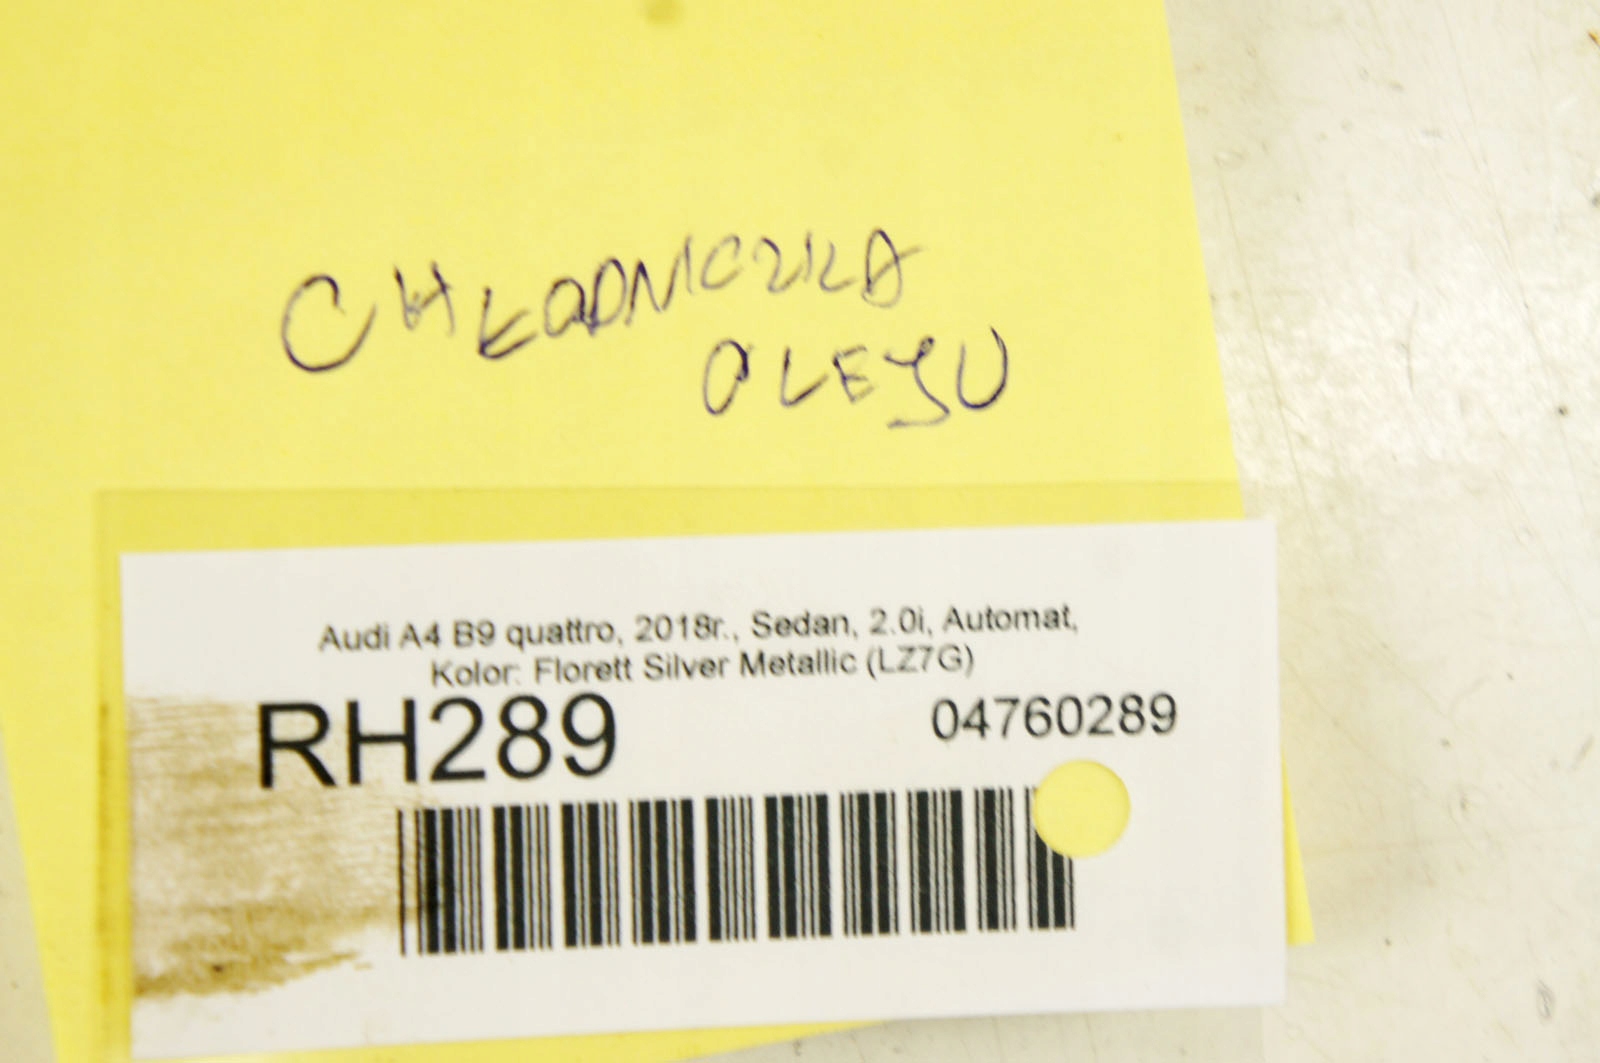 CHŁODNICZKA
OLEJU
Audi A4 B9 quattro, 2018r., Sedan, 2.0i, Automat,
Kolor: Florett Silver Metallic (LZ7G)
RH289 04760289